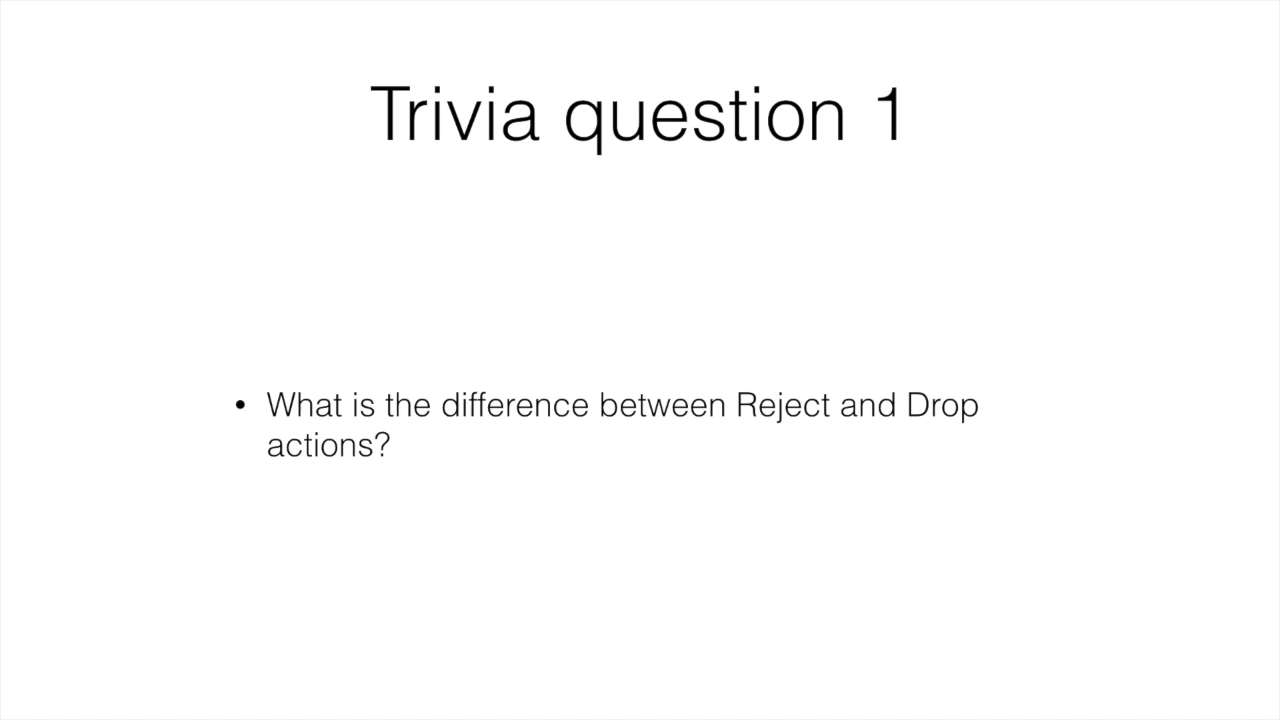 Trivia question 1
• What is the difference between Reject and Drop
actions?